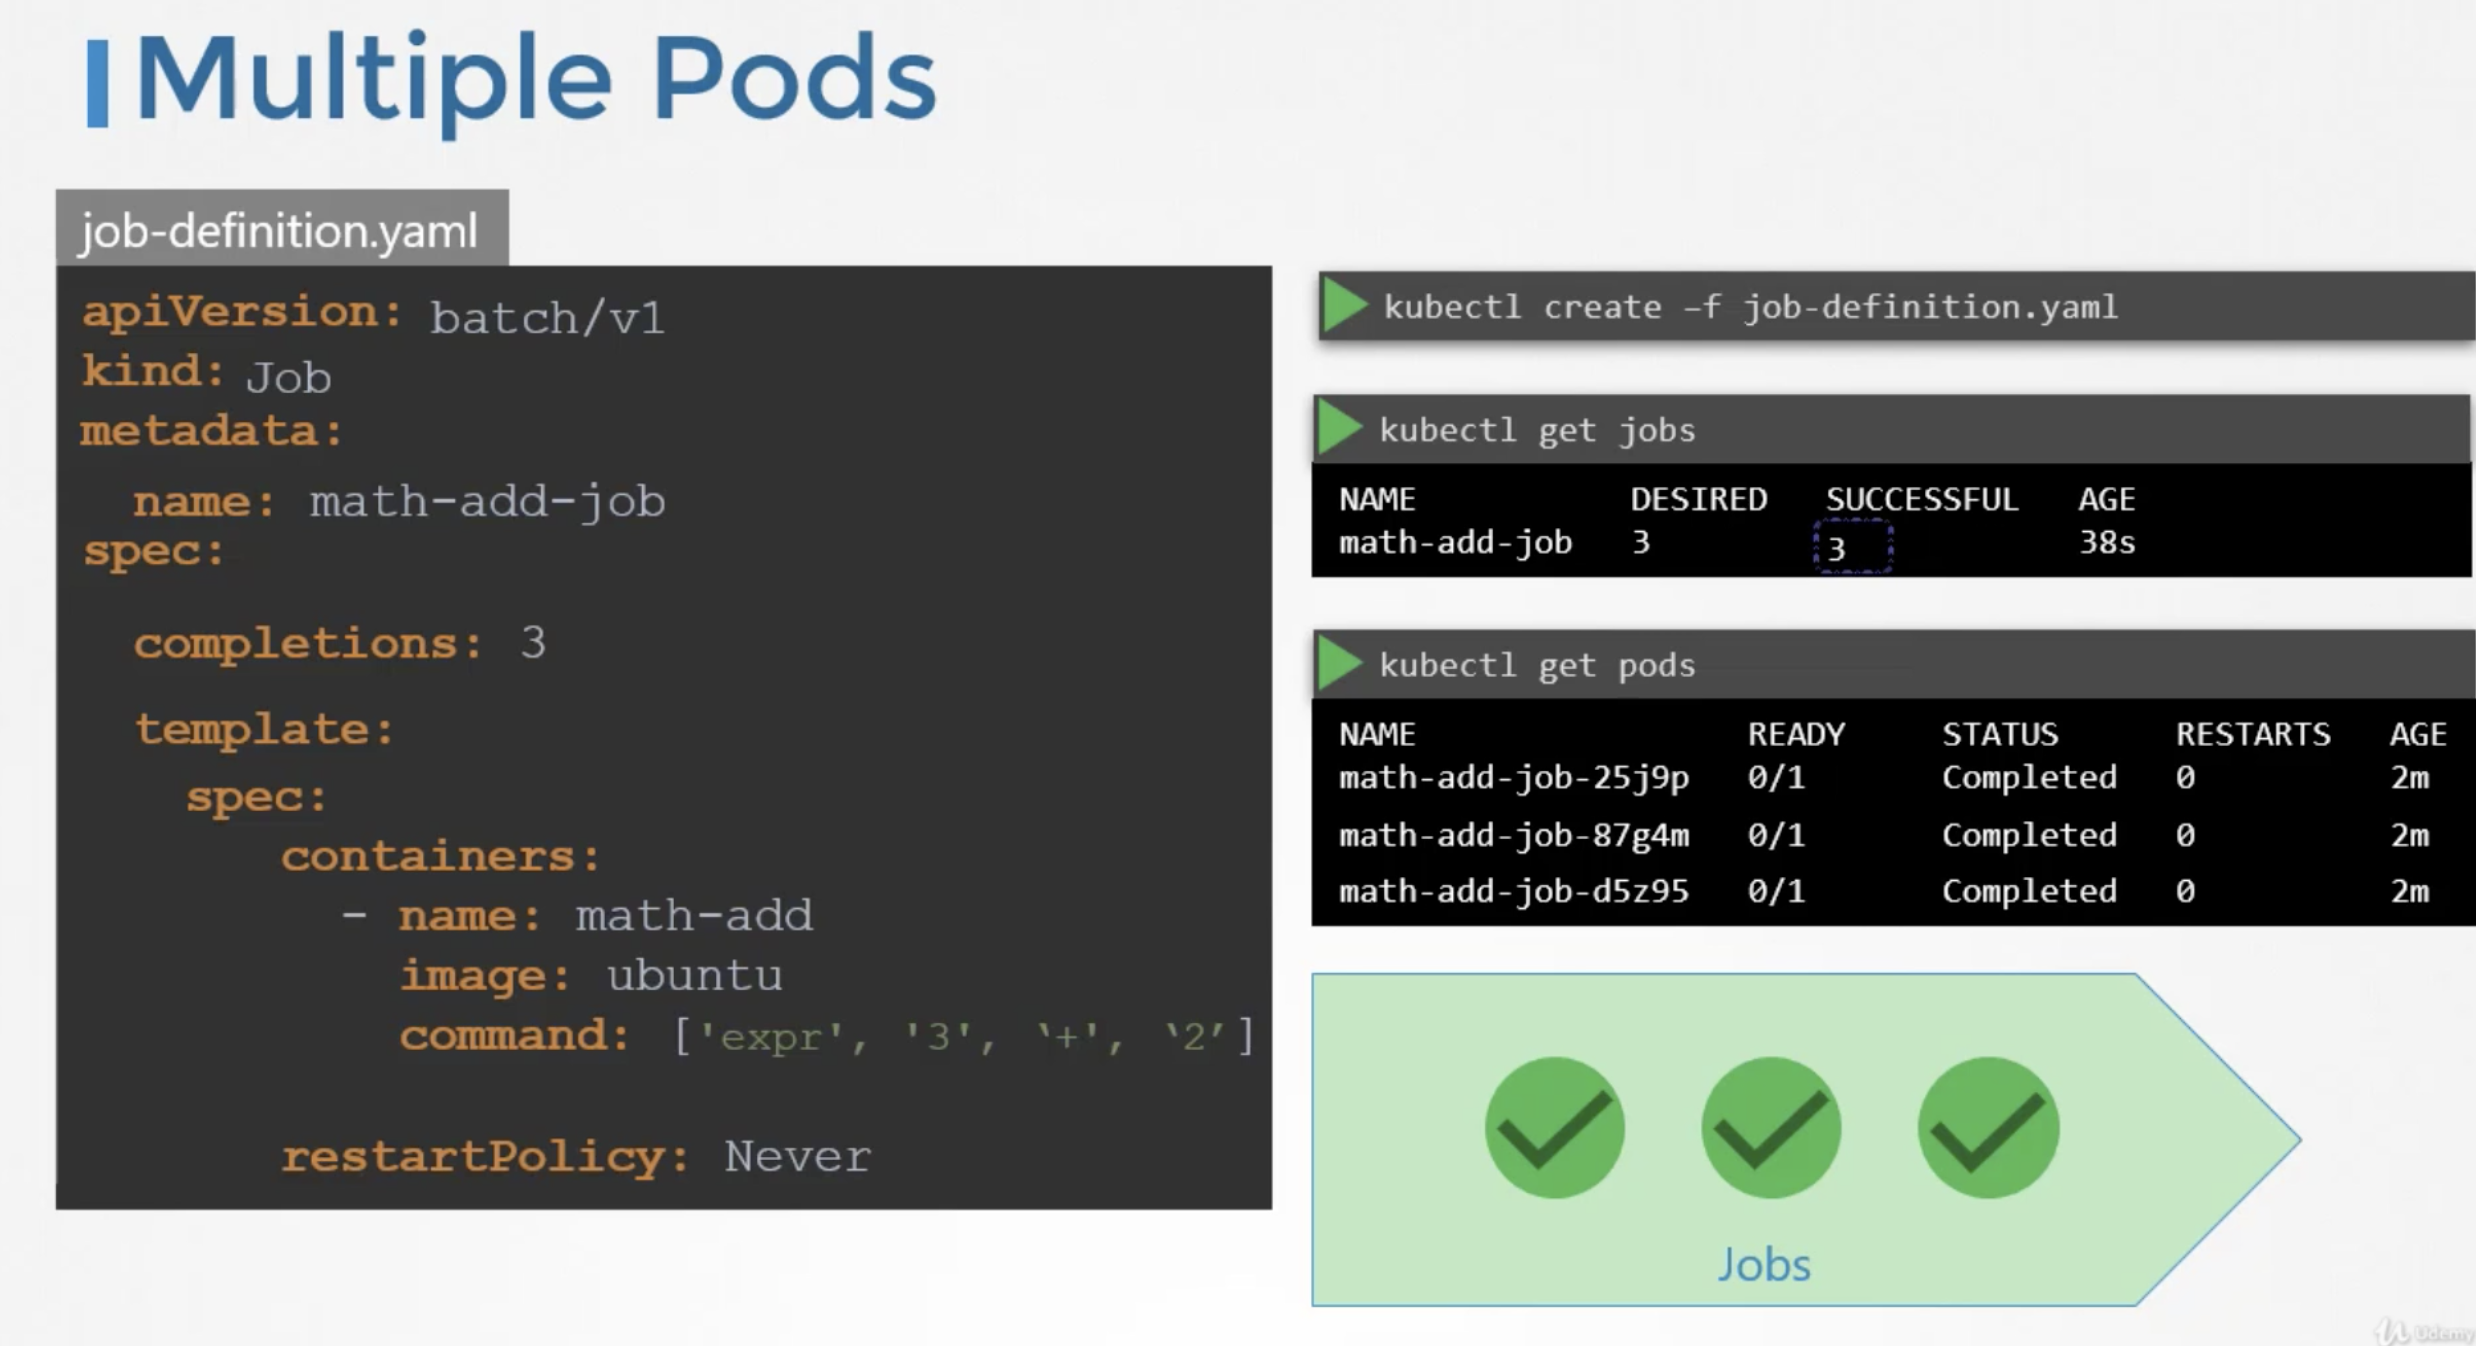 Multiple Pods
job-definition.yaml
apiVersion: batch/v1
kind: Job
metadata:
name: math-add-job
spec:
completions: 3
template:
spec:
containers:
- name: math-add
image: ubuntu
command: ['expr', '3', ‘+', ‘2’]
restartPolicy: Never
kubectl create –f job-definition.yaml
kubectl get jobs
NAME DESIRED SUCCESSFUL AGE
math-add-job 3 3 38s
kubectl get pods
NAME READY STATUS RESTARTS AGE
math-add-job-25j9p 0/1 Completed 0 2m
math-add-job-87g4m 0/1 Completed 0 2m
math-add-job-d5z95 0/1 Completed 0 2m
Jobs
Udemy